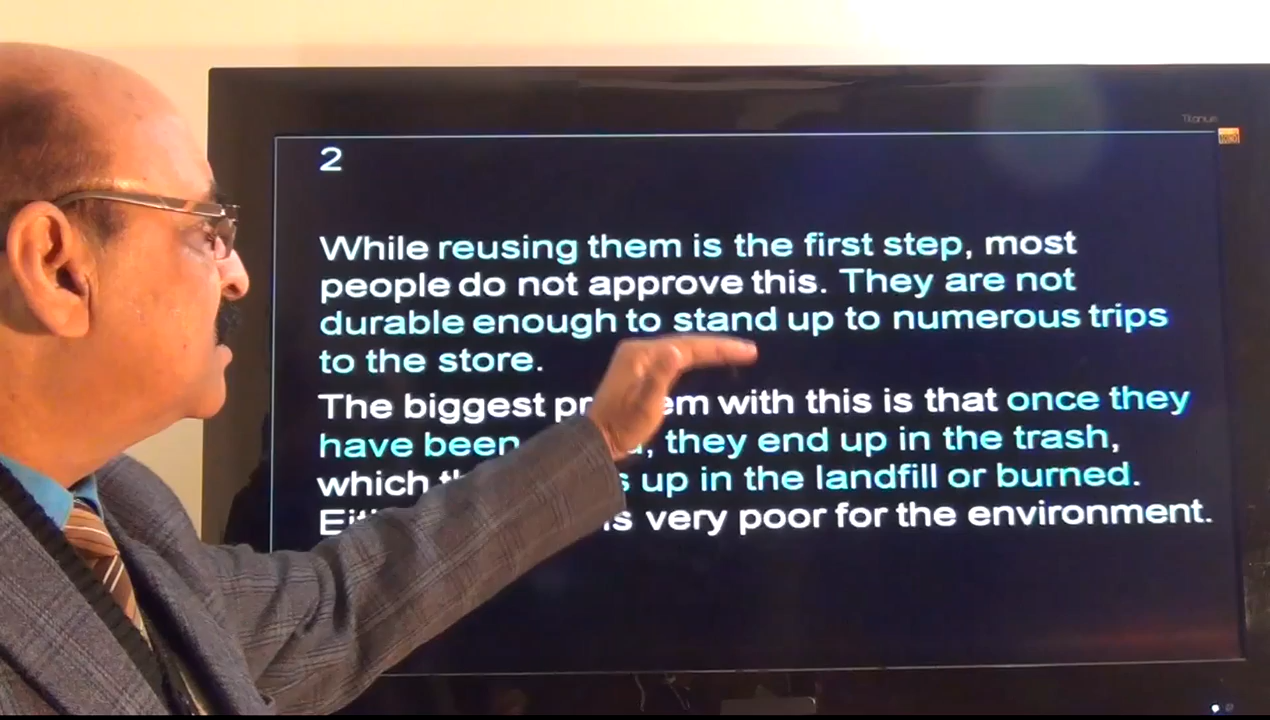 Titanus
2
While reusing them is the first step, most
people do not approve this. They are not
durable enough to stand up to numerous trips
to the store.
The biggest with this is that once they
have been they end up in the trash,
which up in the landfill or burned.
is very poor for the environment.